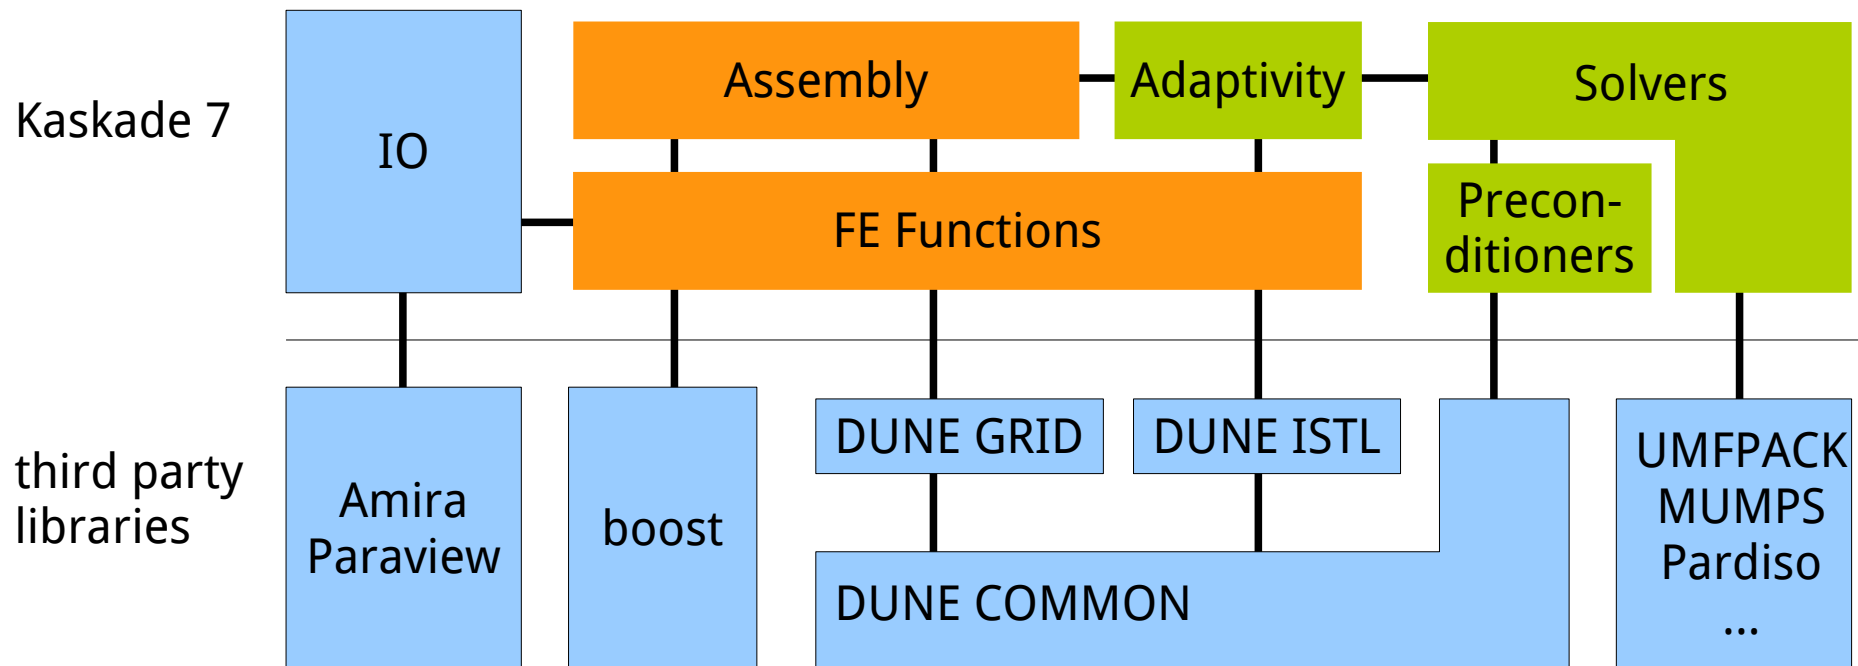 Kaskade 7
IO
Assembly
Adaptivity
Solvers
FE Functions
Precon-
ditioners
third party
libraries
Amira
Paraview
boost
DUNE GRID
DUNE ISTL
DUNE COMMON
UMFPACK
MUMPS
Pardiso
...